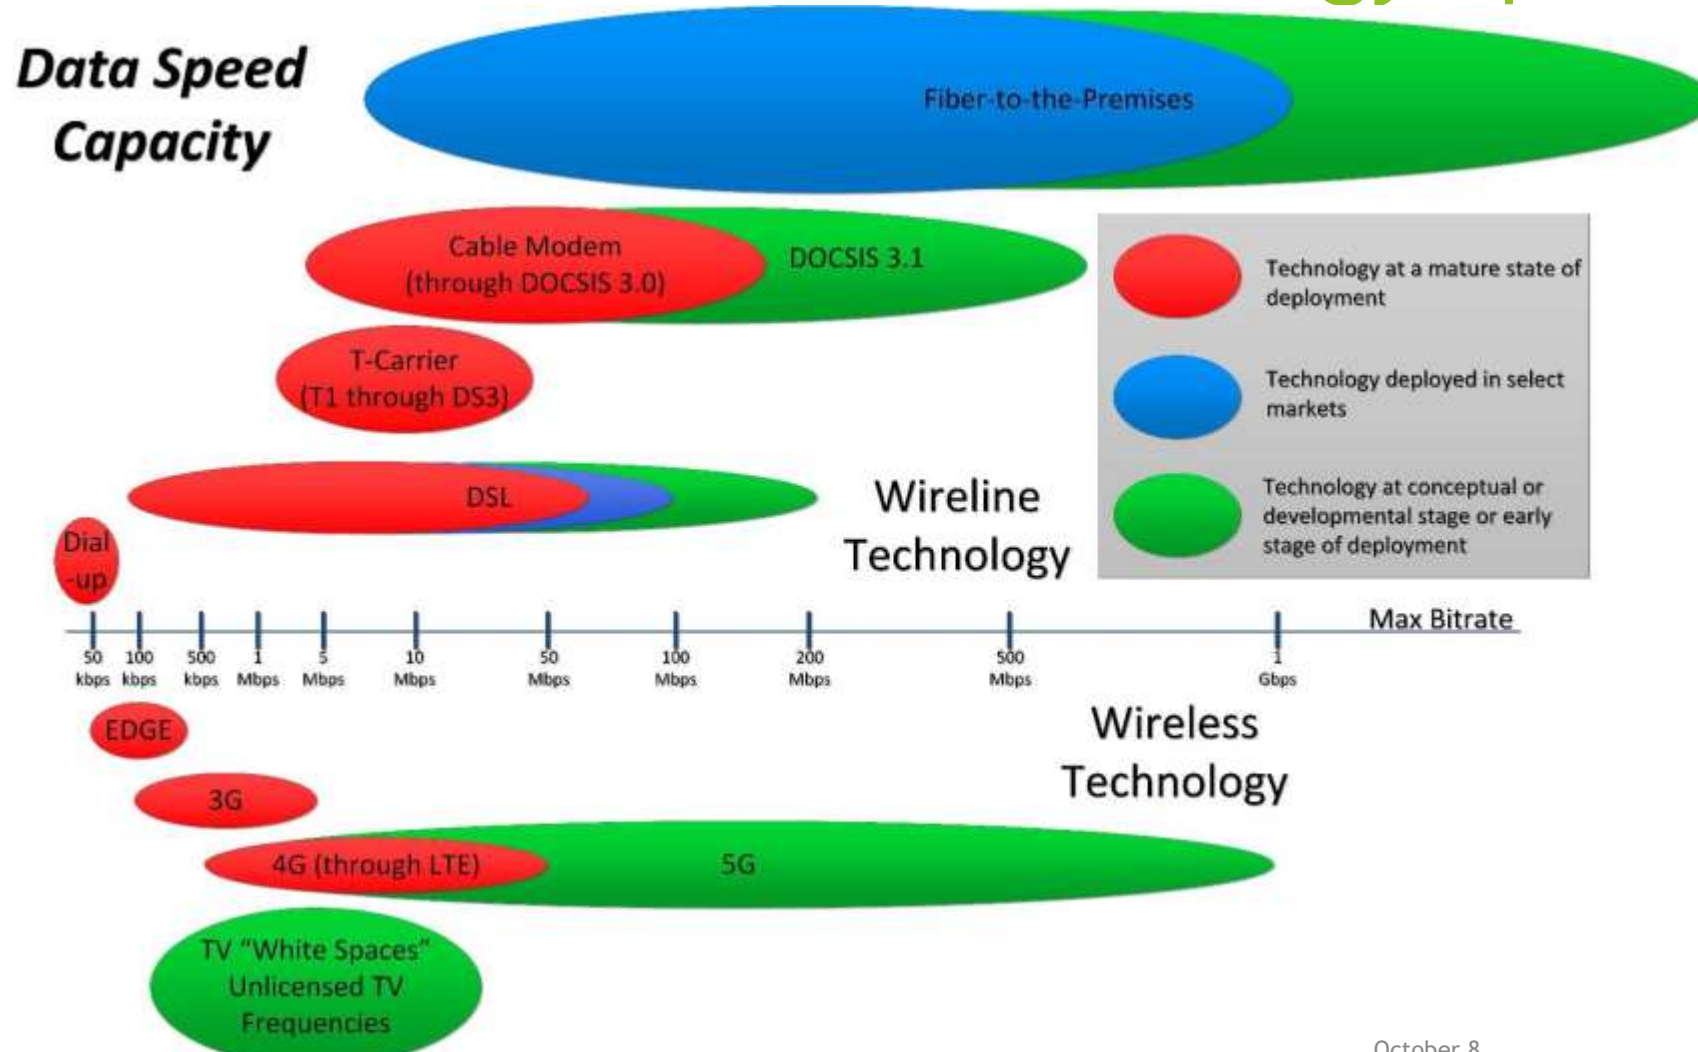 Data Speed
Capacity
Fiber-to-the-Premises
Cable Modem
(through DOCSIS 3.0)
DOCSIS 3.1
T-Carrier
(T1 through DS3)
DSL
Dial
-up
Wireline
Technology
Technology at a mature state of
deployment
Technology deployed in select
markets
Technology at conceptual or
developmental stage or early
stage of deployment
Max Bitrate
50 100 500 1 5 10 50 100 200 500 1
kbps kbps kbps Mbps Mbps Mbps Mbps Mbps Mbps Mbps Gbps
EDGE
3G
4G (through LTE)
5G
Wireless
Technology
TV “White Spaces”
Unlicensed TV
Frequencies
October 8